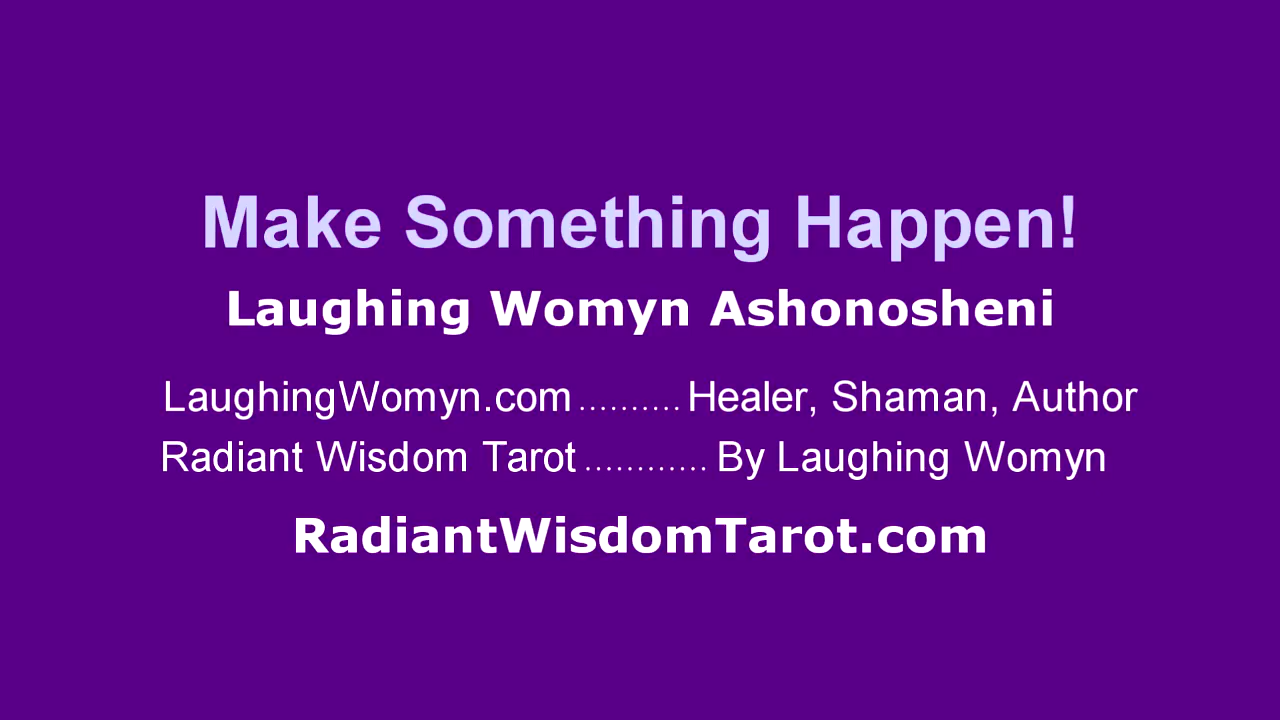 Make Something Happen!
Laughing Womyn Ashonosheni
LaughingWomyn.com .......... Healer, Shaman, Author
Radiant Wisdom Tarot ............ By Laughing Womyn
RadiantWisdomTarot.com